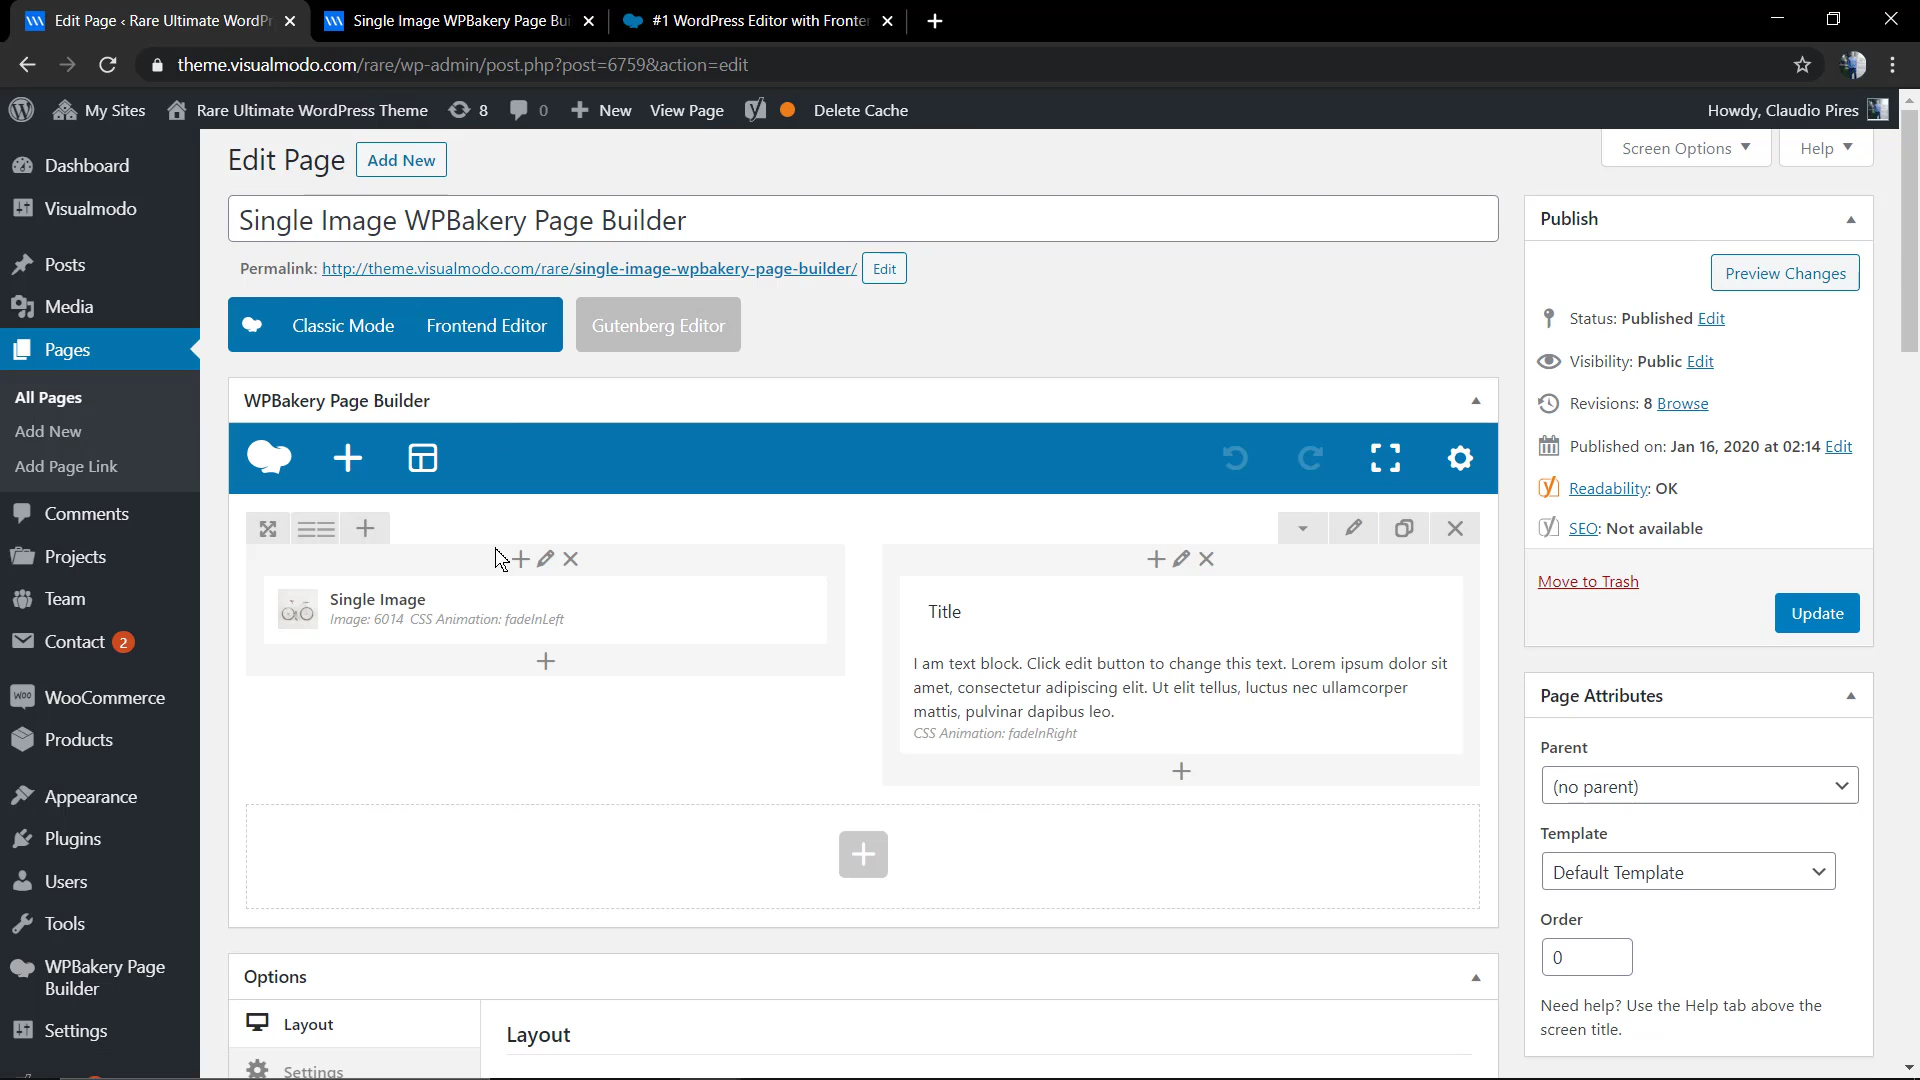 Edit Page ‹ Rare Ultimate WordPr
Single Image WPBakery Page Bui
#1 WordPress Editor with Fronte
theme.visualmodo.com/rare/wp-admin/post.php?post=6759&action=edit
My Sites
Rare Ultimate WordPress Theme
8
0
New
View Page
Delete Cache
Howdy, Claudio Pires
Dashboard
Visualmodo
Posts
Media
Pages
All Pages
Add New
Add Page Link
Comments
Projects
Team
Contact 2
WooCommerce
Products
Appearance
Plugins
Users
Tools
WPBakery Page
Builder
Settings
Edit Page
Add New
Screen Options
Help
Single Image WPBakery Page Builder
Permalink: http://theme.visualmodo.com/rare/single-image-wpbakery-page-builder/ Edit
Classic Mode
Frontend Editor
Gutenberg Editor
WPBakery Page Builder
Single Image
Image: 6014 CSS Animation: fadeInLeft
Title
I am text block. Click edit button to change this text. Lorem ipsum dolor sit
amet, consectetur adipiscing elit. Ut elit tellus, luctus nec ullamcorper
mattis, pulvinar dapibus leo.
CSS Animation: fadeInRight
Options
Layout
Settings
Layout
Publish
Preview Changes
Status: Published Edit
Visibility: Public Edit
Revisions: 8 Browse
Published on: Jan 16, 2020 at 02:14 Edit
Readability: OK
SEO: Not available
Move to Trash
Update
Page Attributes
Parent
(no parent)
Template
Default Template
Order
0
Need help? Use the Help tab above the
screen title.